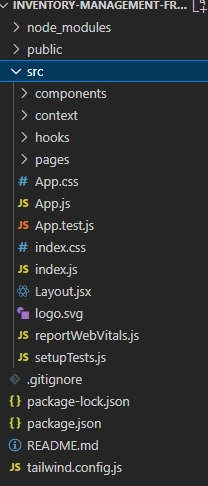 INVENTORY-MANAGEMENT-FR...
node_modules
public
src
components
context
hooks
pages
# App.css
JS App.js
JS App.test.js
# index.css
JS index.js
Layout.jsx
logo.svg
JS reportWebVitals.js
JS setupTests.js
.gitignore
{} package-lock.json
{} package.json
README.md
JS tailwind.config.js